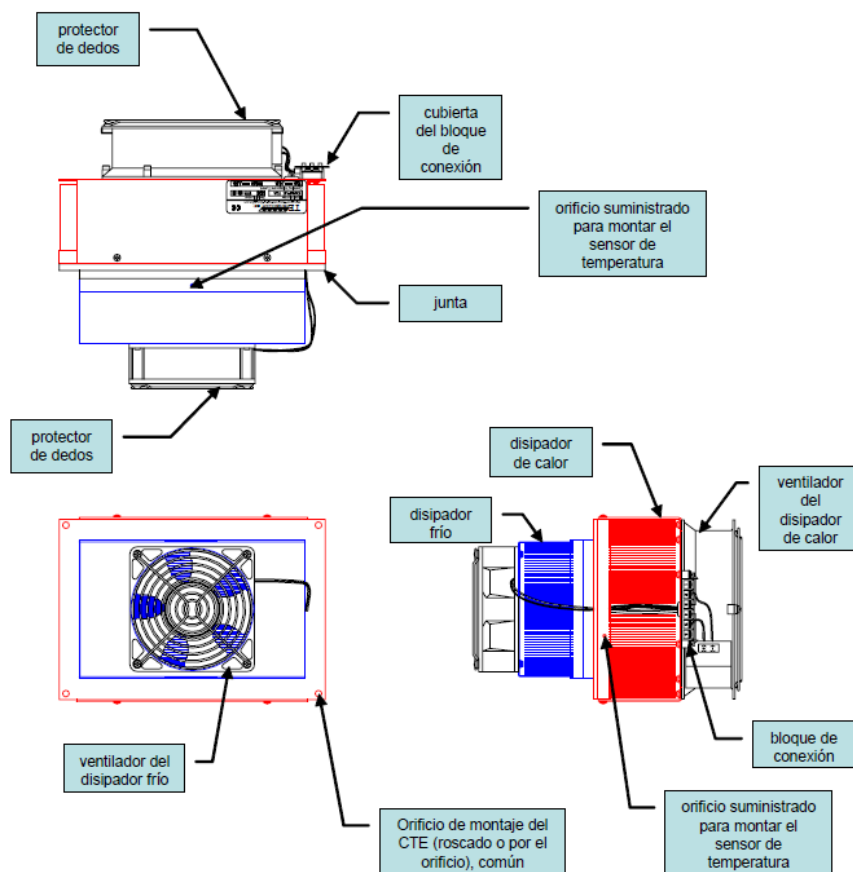 protector
de dedos
cubierta
del bloque
de
conexión
orificio suministrado
para montar el
sensor de
temperatura
junta
protector
de dedos
disipador
de calor
ventilador
del
disipador
de calor
disipador
frío
ventilador del
disipador frío
bloque de
conexión
Orificio de montaje del
CTE (roscado o por el
orificio), común
orificio suministrado
para montar el
sensor de
temperatura